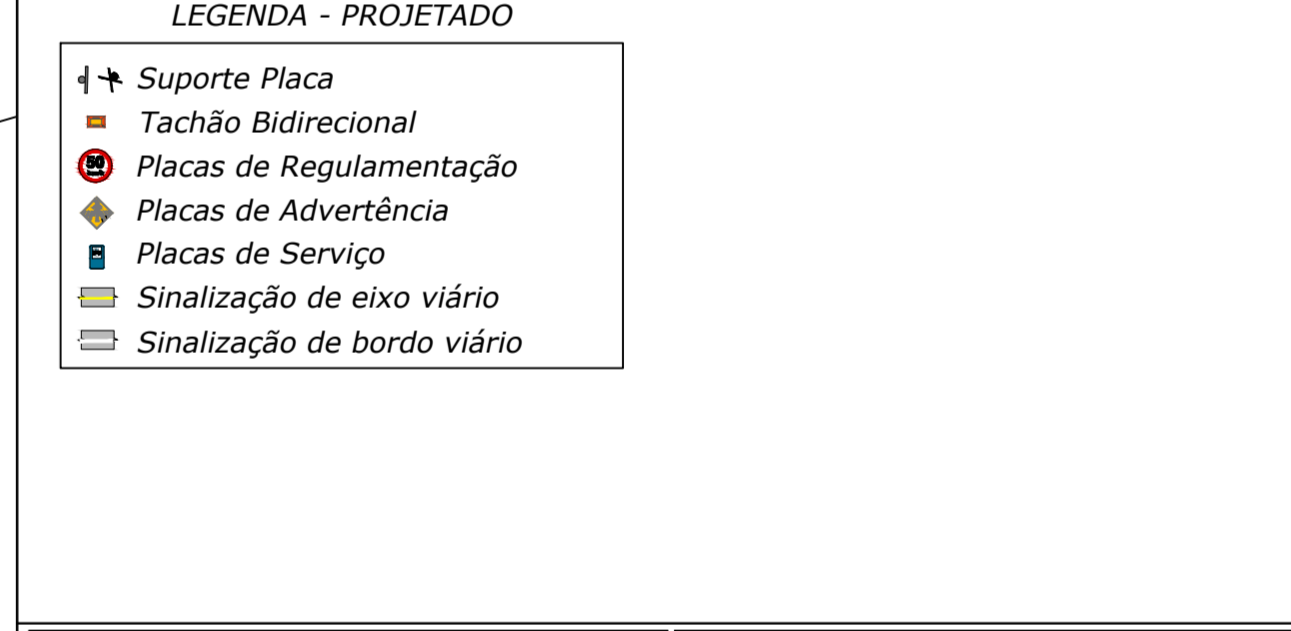 LEGENDA - PROJETADO
Suporte Placa
Tachão Bidirecional
50 Placas de Regulamentação
Placas de Advertência
Placas de Serviço
Sinalização de eixo viário
Sinalização de bordo viário